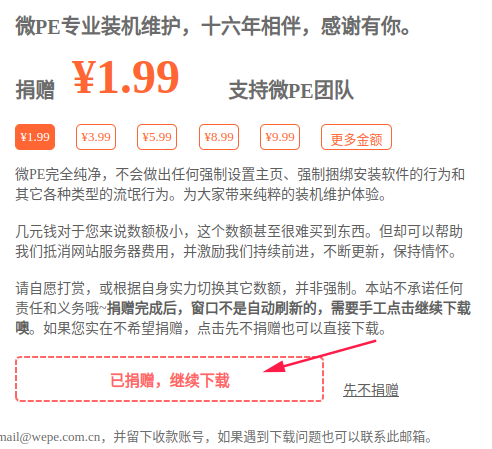 微PE专业装机维护，十六年相伴，感谢有你。
捐赠 ¥1.99 支持微PE团队
¥1.99 ¥3.99 ¥5.99 ¥8.99 ¥9.99 更多金额
微PE完全纯净，不会做出任何强制设置主页、强制捆绑安装软件的行为和
其它各种类型的流氓行为。为大家带来纯粹的装机维护体验。
几元钱对于您来说数额极小，这个数额甚至很难买到东西。但却可以帮助
我们抵消网站服务器费用，并激励我们持续前进，不断更新，保持情怀。
请自愿打赏，或根据自身实力切换其它数额，并非强制。本站不承诺任何
责任和义务哦~捐赠完成后，窗口不是自动刷新的，需要手工点击继续下载
噢。如果您实在不希望捐赠，点击先不捐赠也可以直接下载。
已捐赠，继续下载
先不捐赠
mail@wepe.com.cn，并留下收款账号，如果遇到下载问题也可以联系此邮箱。